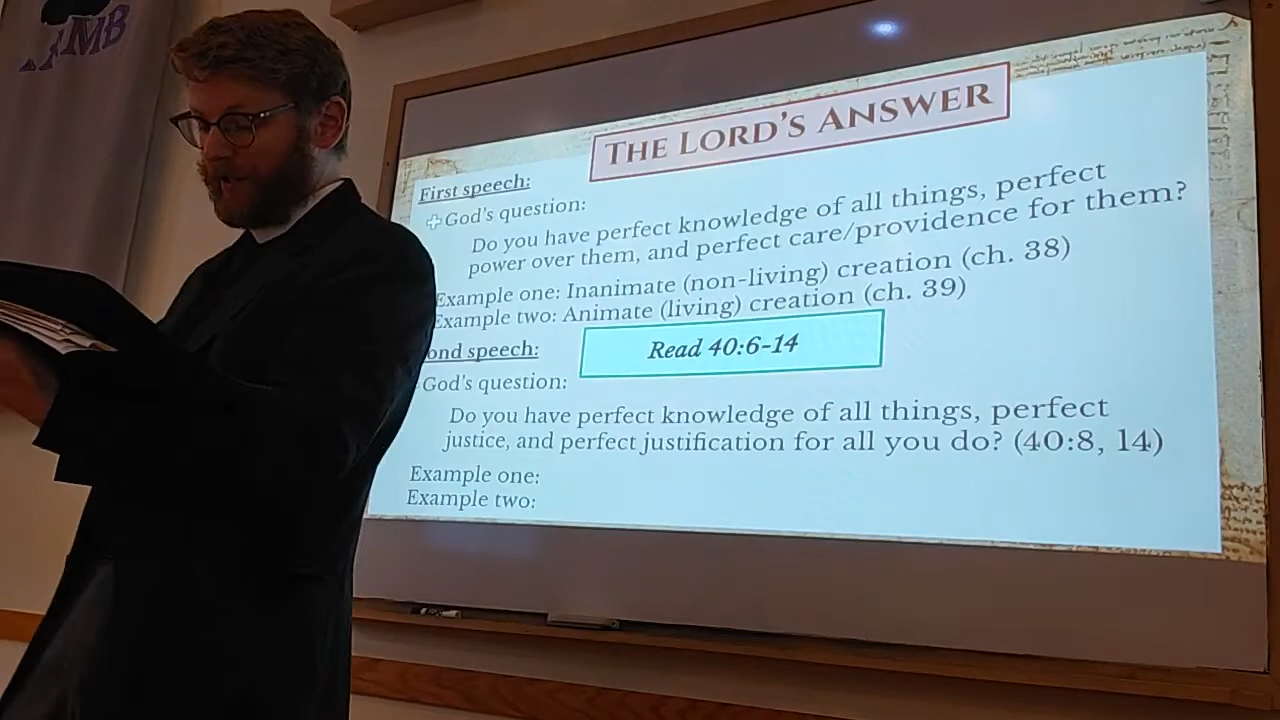 MB
THE LORD'S ANSWER
First speech:
God's question:
Do you have perfect knowledge of all things, perfect
power over them, and perfect care/providence for them?
Example one: Inanimate (non-living) creation (ch. 38)
Example two: Animate (living) creation (ch. 39)
ond speech:
Read 40:6-14
God's question:
Do you have perfect knowledge of all things, perfect
justice, and perfect justification for all you do? (40:8, 14)
Example one:
Example two: